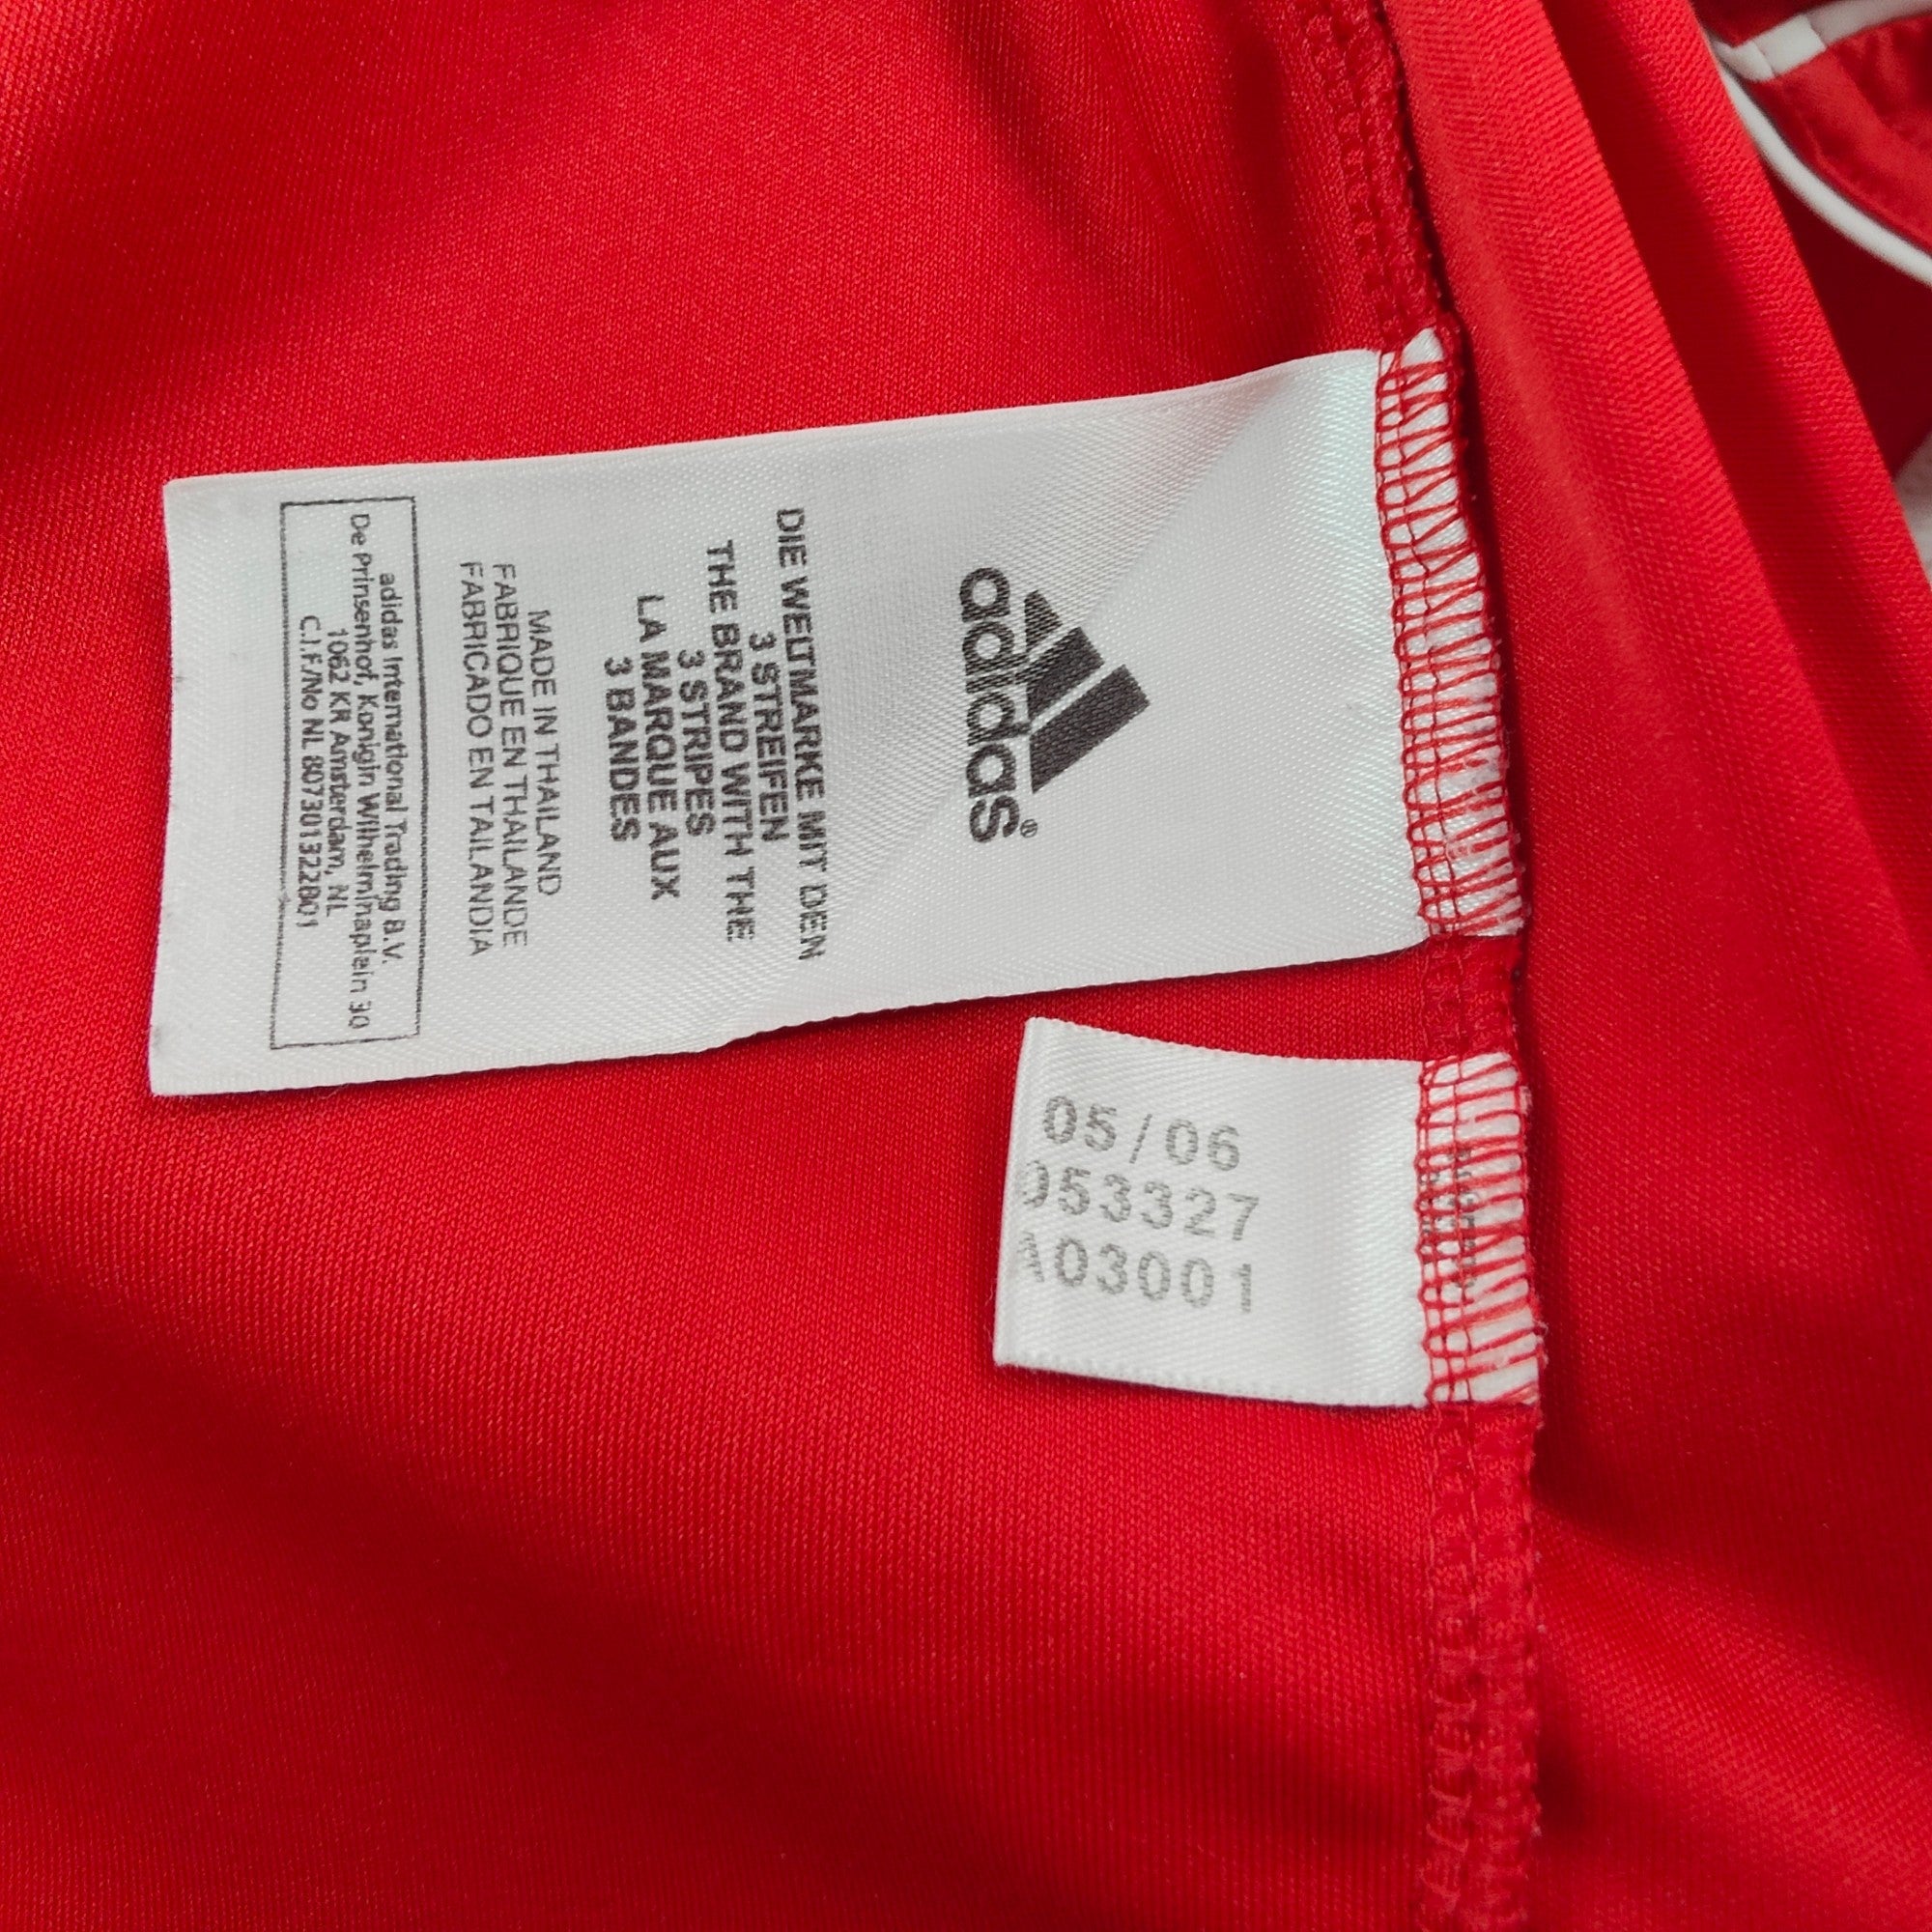 adidas®
DIE WELTMARKE MIT DEN
3 STREIFEN
THE BRAND WITH THE
3 STRIPES
LA MARQUE AUX
3 BANDES
MADE IN THAILAND
FABRIQUE EN THAILANDE
FABRICADO EN TAILANDIA
adidas International Trading B.V.
De Prinsenhof, Konigin Wilhelminaplein 30
1062 KR Amsterdam, NL
C.I.F/No NL 807301322B01
05/06
053327
A03001